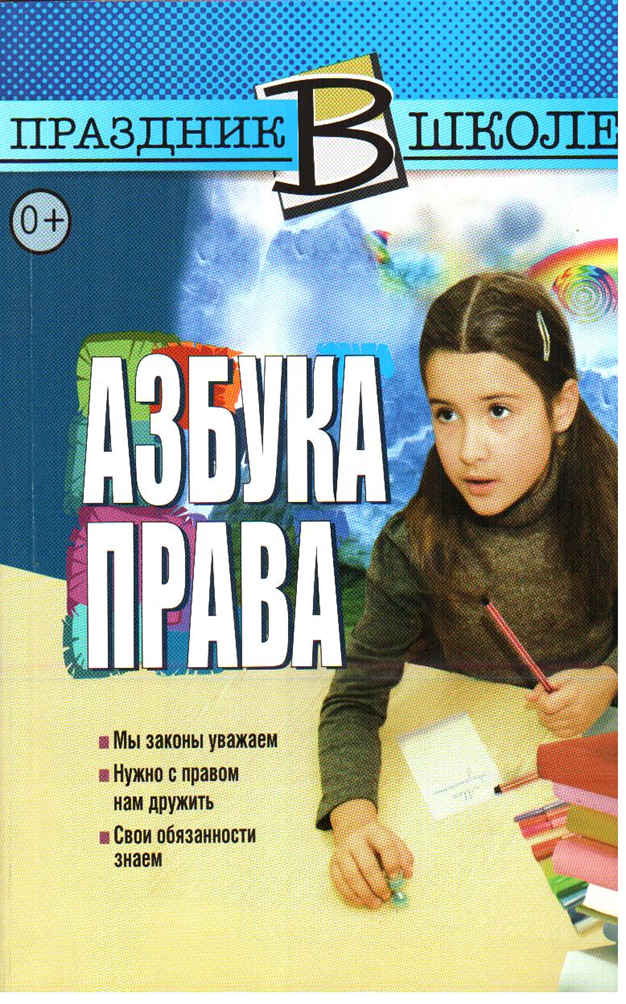 ПРАЗДНИК В ШКОЛЕ
0+
АЗБУКА
ПРАВА
Мы законы уважаем
Нужно с правом
нам дружить
Свои обязанности
знаем